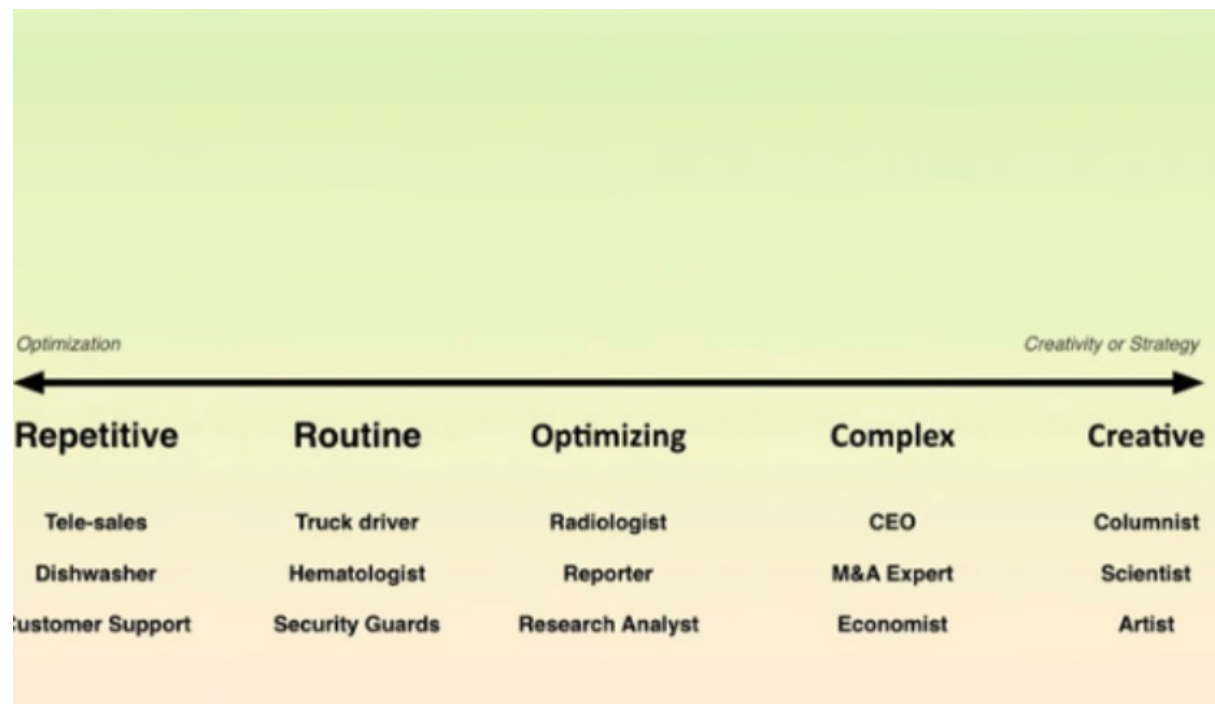 Optimization Creativity or Strategy
Repetitive Routine Optimizing Complex Creative
Tele-sales Truck driver Radiologist CEO Columnist
Dishwasher Hematologist Reporter M&A Expert Scientist
ustomer Support Security Guards Research Analyst Economist Artist